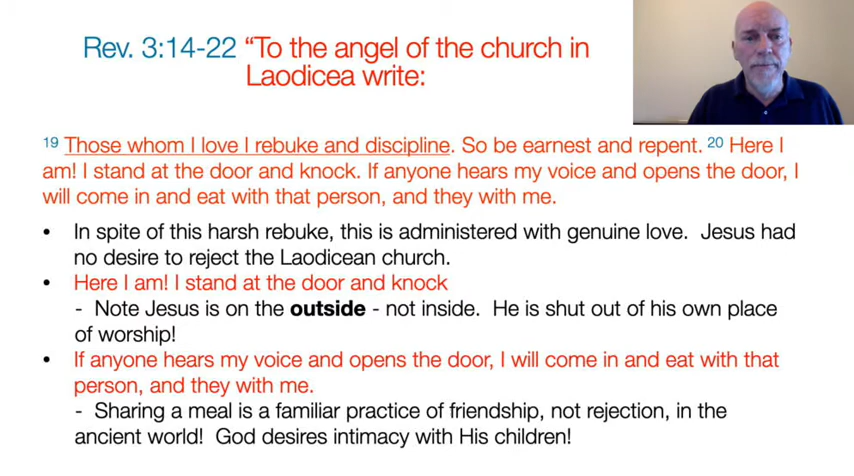 Rev. 3:14-22 “To the angel of the church in
Laodicea write:
19 Those whom I love I rebuke and discipline. So be earnest and repent. 20 Here I
am! I stand at the door and knock. If anyone hears my voice and opens the door, I
will come in and eat with that person, and they with me.
• In spite of this harsh rebuke, this is administered with genuine love. Jesus had
no desire to reject the Laodicean church.
• Here I am! I stand at the door and knock
- Note Jesus is on the outside - not inside. He is shut out of his own place
of worship!
• If anyone hears my voice and opens the door, I will come in and eat with that
person, and they with me.
- Sharing a meal is a familiar practice of friendship, not rejection, in the
ancient world! God desires intimacy with His children!